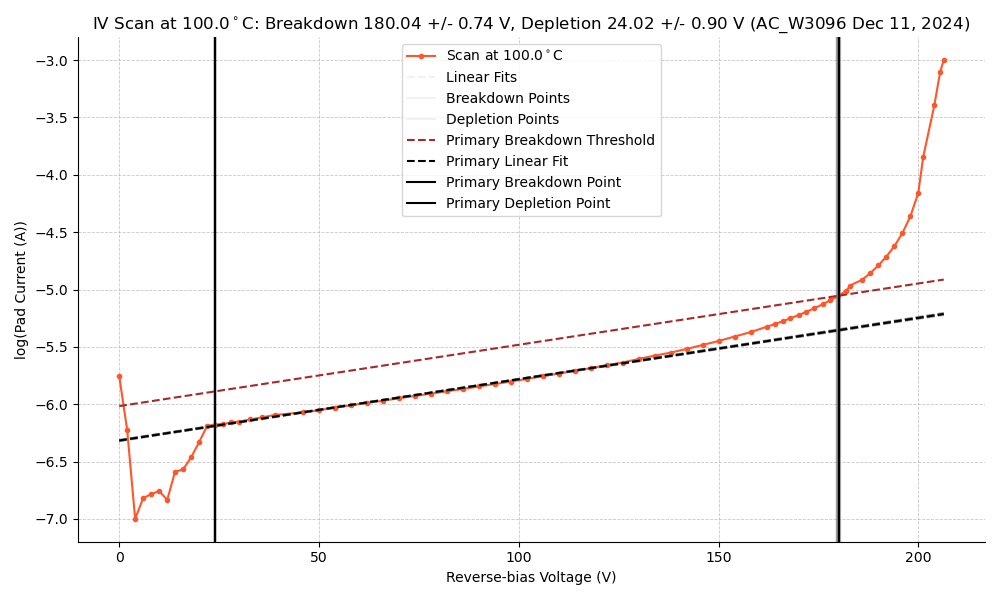 IV Scan at 100.0°C: Breakdown 180.04 +/- 0.74 V, Depletion 24.02 +/- 0.90 V (AC_W3096 Dec 11, 2024)
Scan at 100.0°C
Linear Fits
Breakdown Points
Depletion Points
Primary Breakdown Threshold
Primary Linear Fit
Primary Breakdown Point
Primary Depletion Point
log(Pad Current (A))
−3.0
−3.5
−4.0
−4.5
−5.0
−5.5
−6.0
−6.5
−7.0
0 50 100 150 200
Reverse-bias Voltage (V)